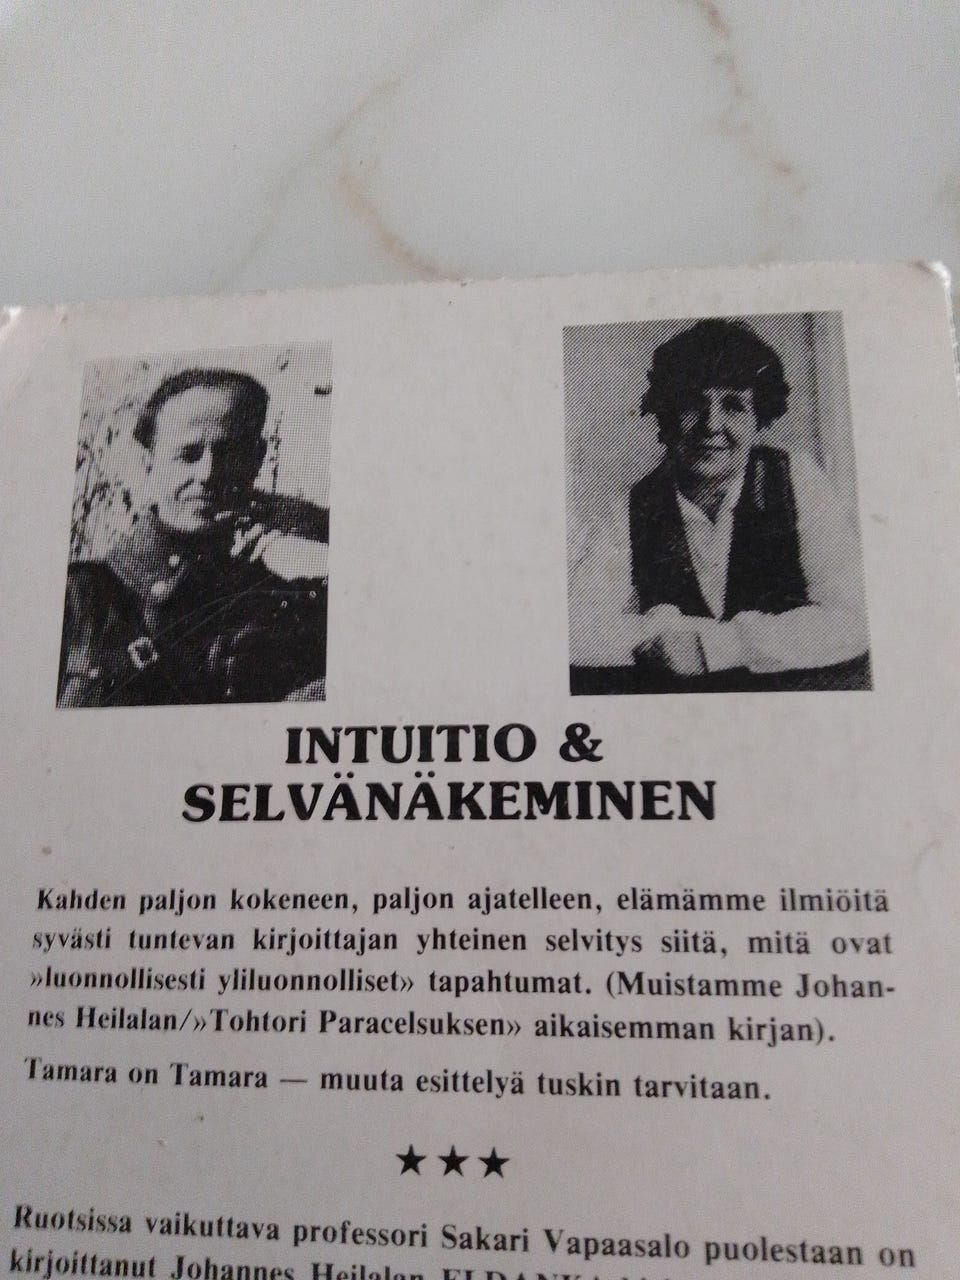 INTUITIO &
SELVÄNÄKEMINEN
Kahden paljon kokeneen, paljon ajatelleen, elämämme ilmiöitä
syvästi tuntevan kirjoittajan yhteinen selvitys siitä, mitä ovat
»luonnollisesti yliluonnolliset» tapahtumat. (Muistamme Johan-
nes Heilalan/»Tohtori Paracelsuksen» aikaisemman kirjan).
Tamara on Tamara — muuta esittelyä tuskin tarvitaan.
★★★
Ruotsissa vaikuttava professori Sakari Vapaasalo puolestaan on
kirjoittanut Johannes Heilalan